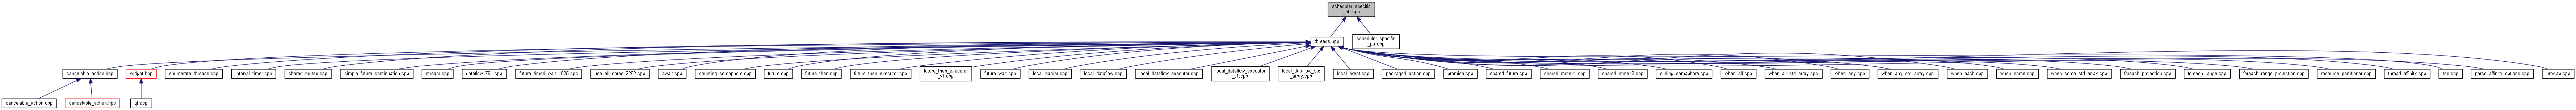 scheduler_specific
_ptr.hpp
threads.hpp
scheduler_specific
_ptr.cpp
cancelable_action.hpp
widget.hpp
enumerate_threads.cpp
interval_timer.cpp
shared_mutex.cpp
simple_future_continuation.cpp
stream.cpp
dataflow_791.cpp
future_timed_wait_1025.cpp
use_all_cores_2262.cpp
await.cpp
counting_semaphore.cpp
future.cpp
future_then.cpp
future_then_executor.cpp
future_then_executor
_v1.cpp
future_wait.cpp
local_barrier.cpp
local_dataflow.cpp
local_dataflow_executor.cpp
local_dataflow_executor
_v1.cpp
local_dataflow_std
_array.cpp
local_event.cpp
packaged_action.cpp
promise.cpp
shared_future.cpp
shared_mutex1.cpp
shared_mutex2.cpp
sliding_semaphore.cpp
when_all.cpp
when_all_std_array.cpp
when_any.cpp
when_any_std_array.cpp
when_each.cpp
when_some.cpp
when_some_std_array.cpp
foreach_projection.cpp
foreach_range.cpp
foreach_range_projection.cpp
resource_partitioner.cpp
thread_affinity.cpp
tss.cpp
parse_affinity_options.cpp
unwrap.cpp
cancelable_action.cpp
cancelable_action.hpp
qt.cpp